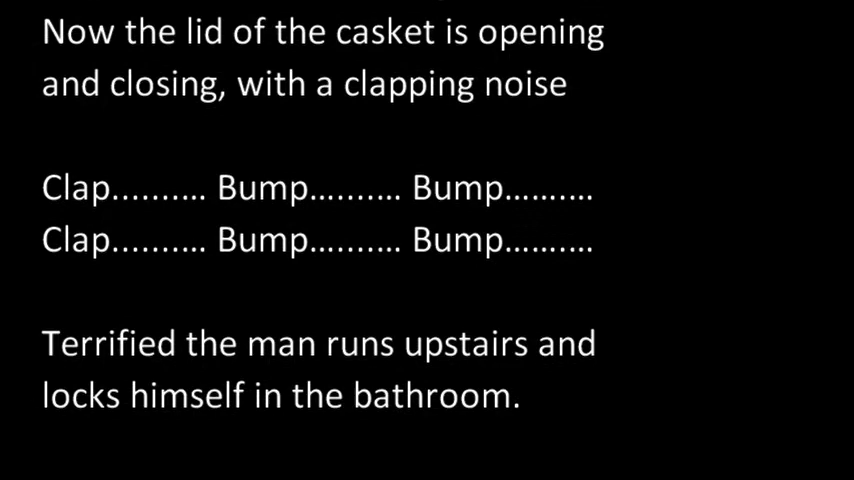 Now the lid of the casket is opening
and closing, with a clapping noise
Clap.......... Bump.......... Bump..........
Clap.......... Bump.......... Bump..........
Terrified the man runs upstairs and
locks himself in the bathroom.